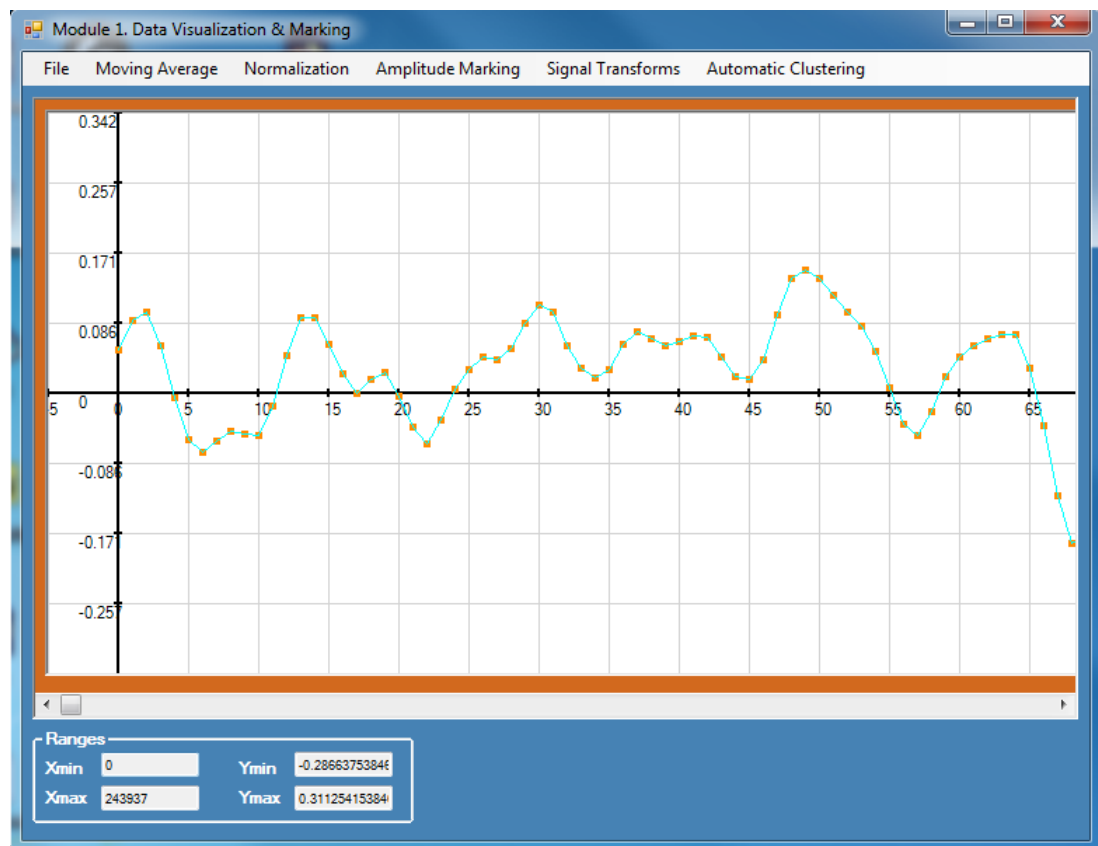 Module 1. Data Visualization & Marking
File Moving Average Normalization Amplitude Marking Signal Transforms Automatic Clustering
0.342
0.257
0.171
0.086
5 0 0 5 10 15 20 25 30 35 40 45 50 55 60 65
-0.086
-0.171
-0.257
Ranges
Xmin 0 Ymin -0.28663753846
Xmax 243937 Ymax 0.3112541538